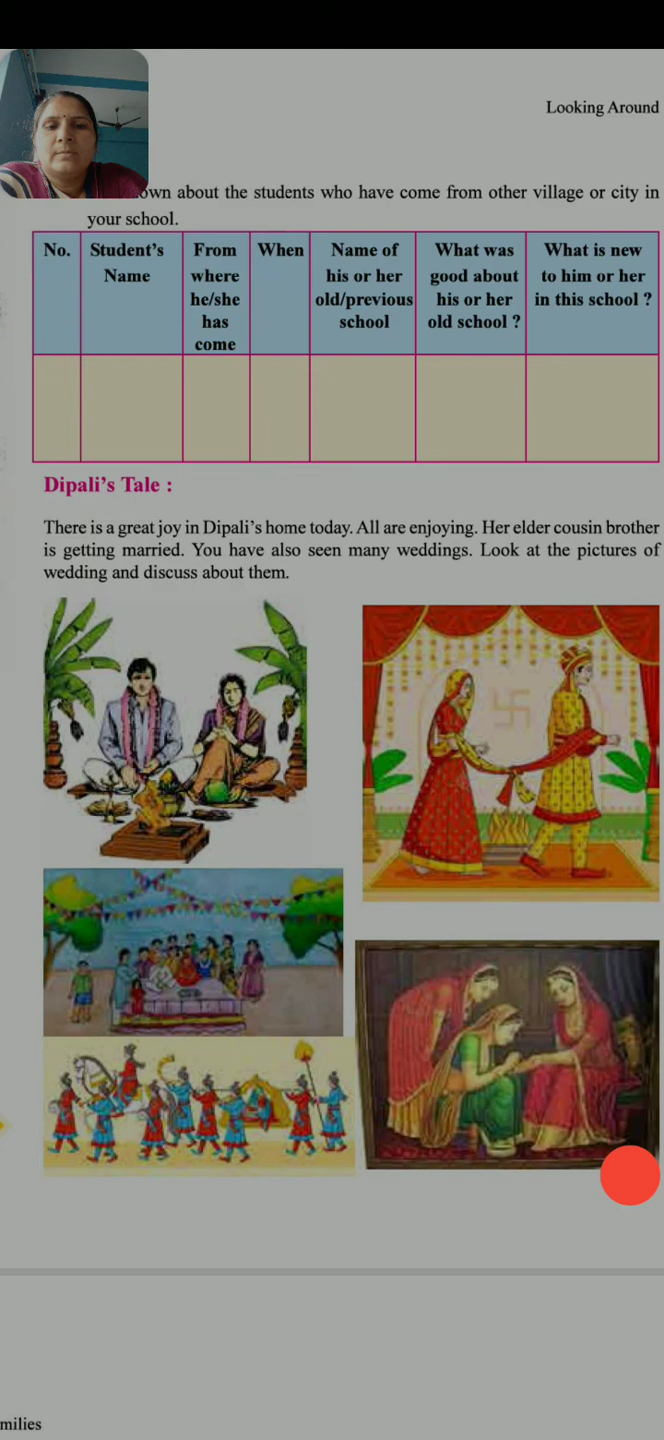 Looking Around
own about the students who have come from other village or city in
your school.
No. Student's Name From where he/she has come When Name of his or her old/previous school What was good about his or her old school ? What is new to him or her in this school ?
Dipali's Tale :
There is a great joy in Dipali's home today. All are enjoying. Her elder cousin brother
is getting married. You have also seen many weddings. Look at the pictures of
wedding and discuss about them.
milies